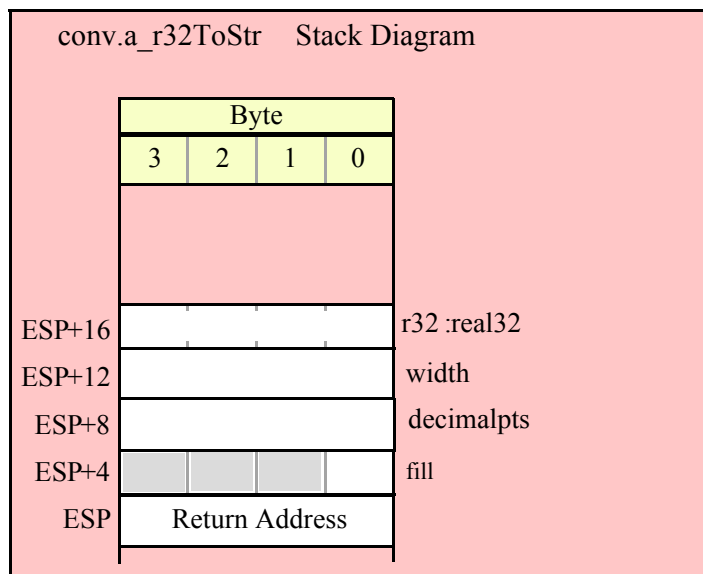 conv.a_r32ToStr Stack Diagram
Byte
3 2 1 0
ESP+16 r32 :real32
ESP+12 width
ESP+8 decimalpts
ESP+4 fill
ESP Return Address